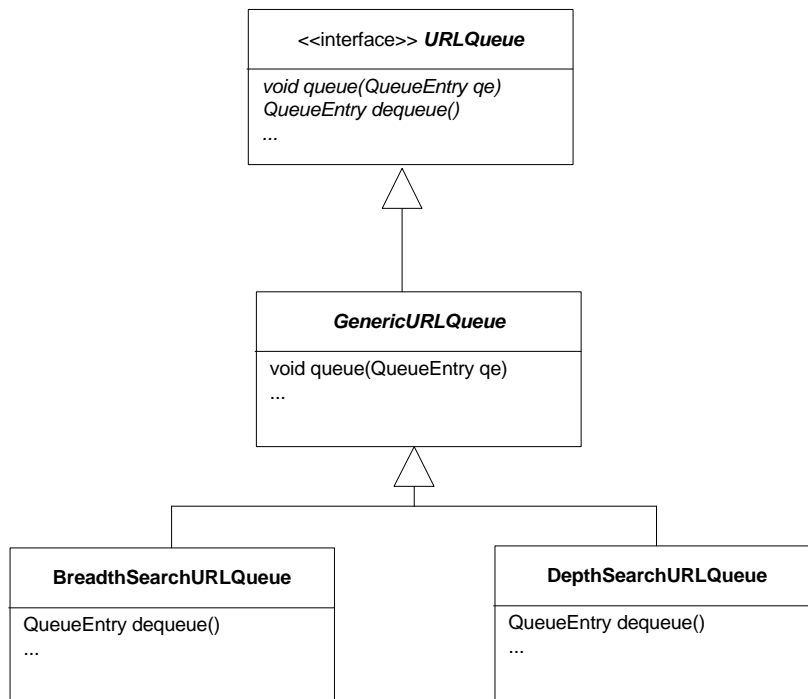 <<interface>> URLQueue
void queue(QueueEntry qe)
QueueEntry dequeue()
...
GenericURLQueue
void queue(QueueEntry qe)
...
BreadthSearchURLQueue
QueueEntry dequeue()
...
DepthSearchURLQueue
QueueEntry dequeue()
...